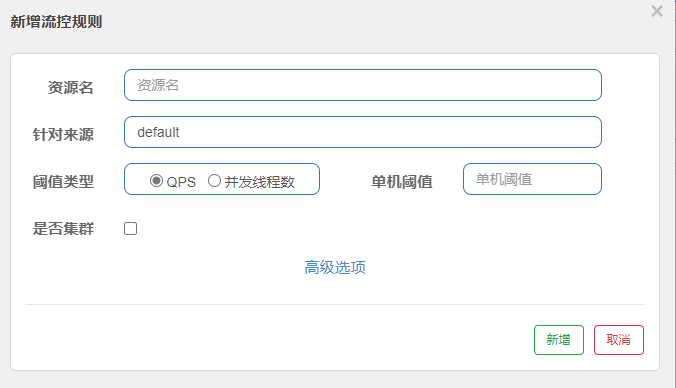 新增流控规则
×
资源名 资源名
针对来源 default
阈值类型 QPS 并发线程数 单机阈值 单机阈值
是否集群
高级选项
新增 取消